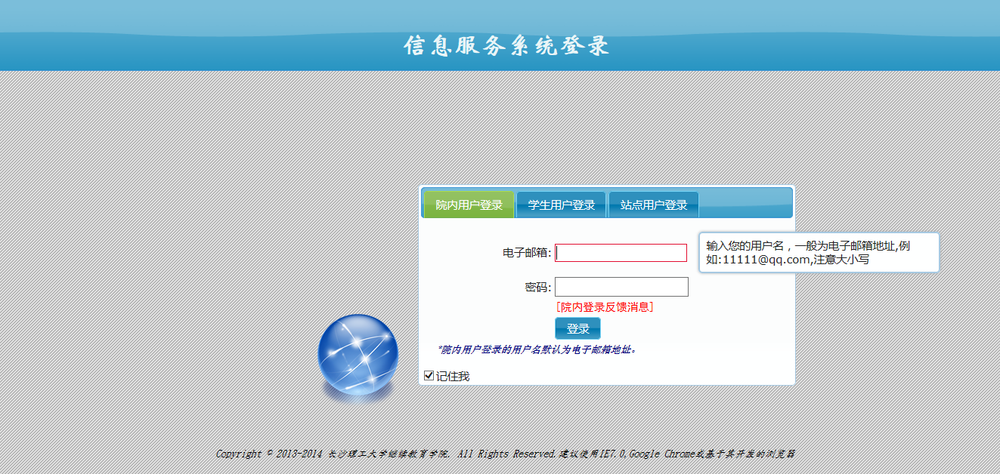 信息服务系统登录
院内用户登录 学生用户登录 站点用户登录
电子邮箱:
输入您的用户名，一般为电子邮箱地址,例
如:11111@qq.com,注意大小写
密码:
[院内登录反馈消息]
登录
*院内用户登录的用户名默认为电子邮箱地址。
记住我
Copyright © 2013-2014 长沙理工大学继续教育学院. All Rights Reserved.建议使用IE7.0,Google Chrome或基于其开发的浏览器